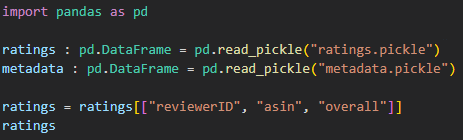 import pandas as pd
ratings : pd.DataFrame = pd.read_pickle("ratings.pickle")
metadata : pd.DataFrame = pd.read_pickle("metadata.pickle")
ratings = ratings[["reviewerID", "asin", "overall"]]
ratings